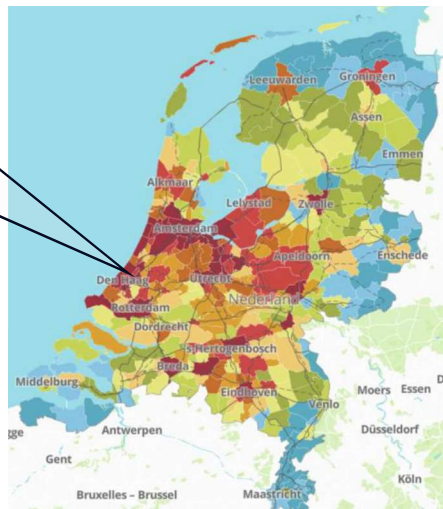 Leeuwarden
Groningen
Assen
Emmen
Alkmaar
Lelystad
Zwolle
Amsterdam
Apeldoorn
Enschede
Den Haag
Utrecht
Rotterdam
Nederland
Dordrecht
's-Hertogenbosch
Breda
Middelburg
Eindhoven
Venlo
Moers
Essen
D
gge
Antwerpen
Düsseldorf
Gent
Köln
Bruxelles - Brussel
Maastricht